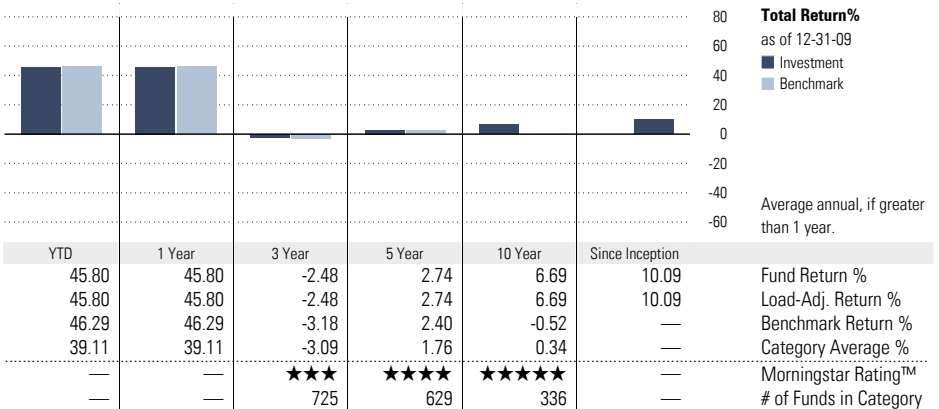 80 Total Return%
60 as of 12-31-09
Investment
40 Benchmark
20
0
-20
-40
-60 Average annual, if greater
than 1 year.
YTD 1 Year 3 Year 5 Year 10 Year Since Inception
45.80 45.80 -2.48 2.74 6.69 10.09 Fund Return %
45.80 45.80 -2.48 2.74 6.69 10.09 Load-Adj. Return %
46.29 46.29 -3.18 2.40 -0.52 — Benchmark Return %
39.11 39.11 -3.09 1.76 0.34 — Category Average %
— — ★★★ ★★★★ ★★★★★ — Morningstar Rating™
— — 725 629 336 — # of Funds in Category